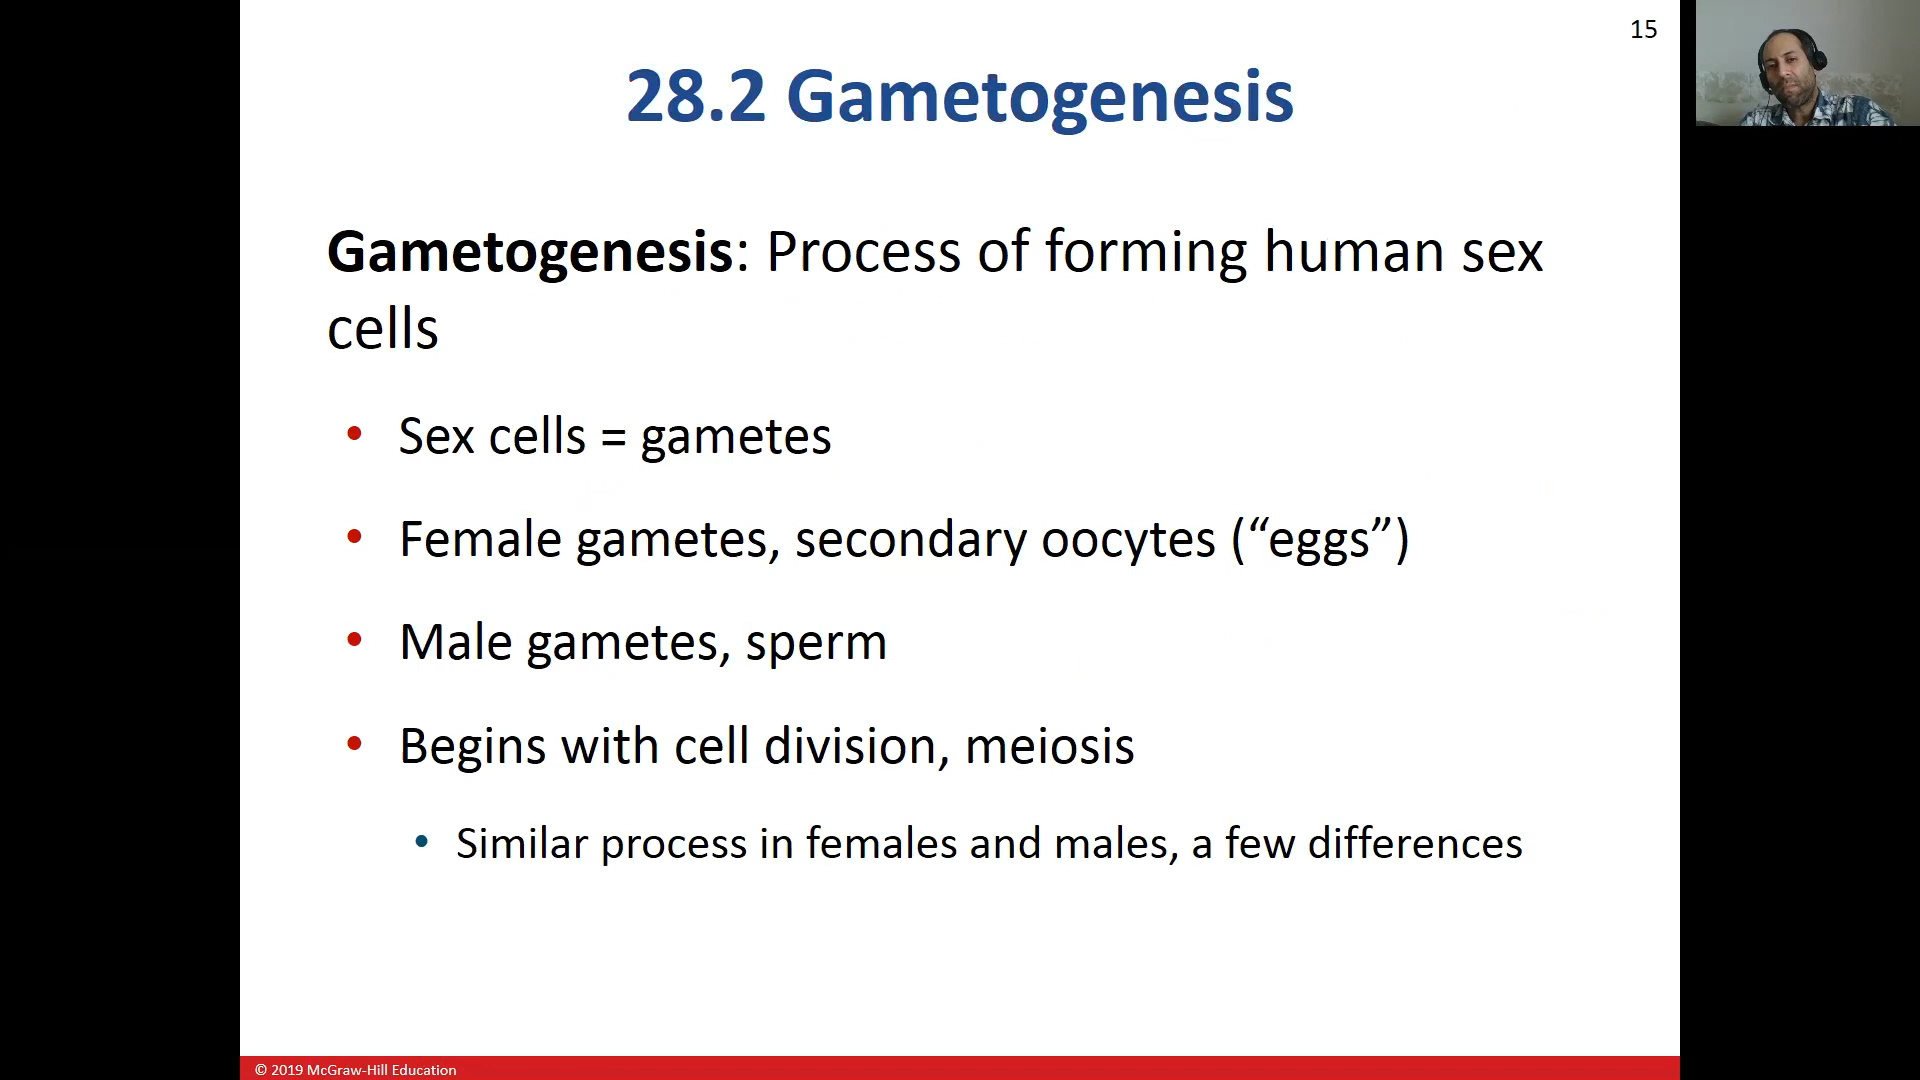 15
28.2 Gametogenesis
Gametogenesis: Process of forming human sex
cells
• Sex cells = gametes
• Female gametes, secondary oocytes (“eggs”)
• Male gametes, sperm
• Begins with cell division, meiosis
• Similar process in females and males, a few differences
© 2019 McGraw-Hill Education